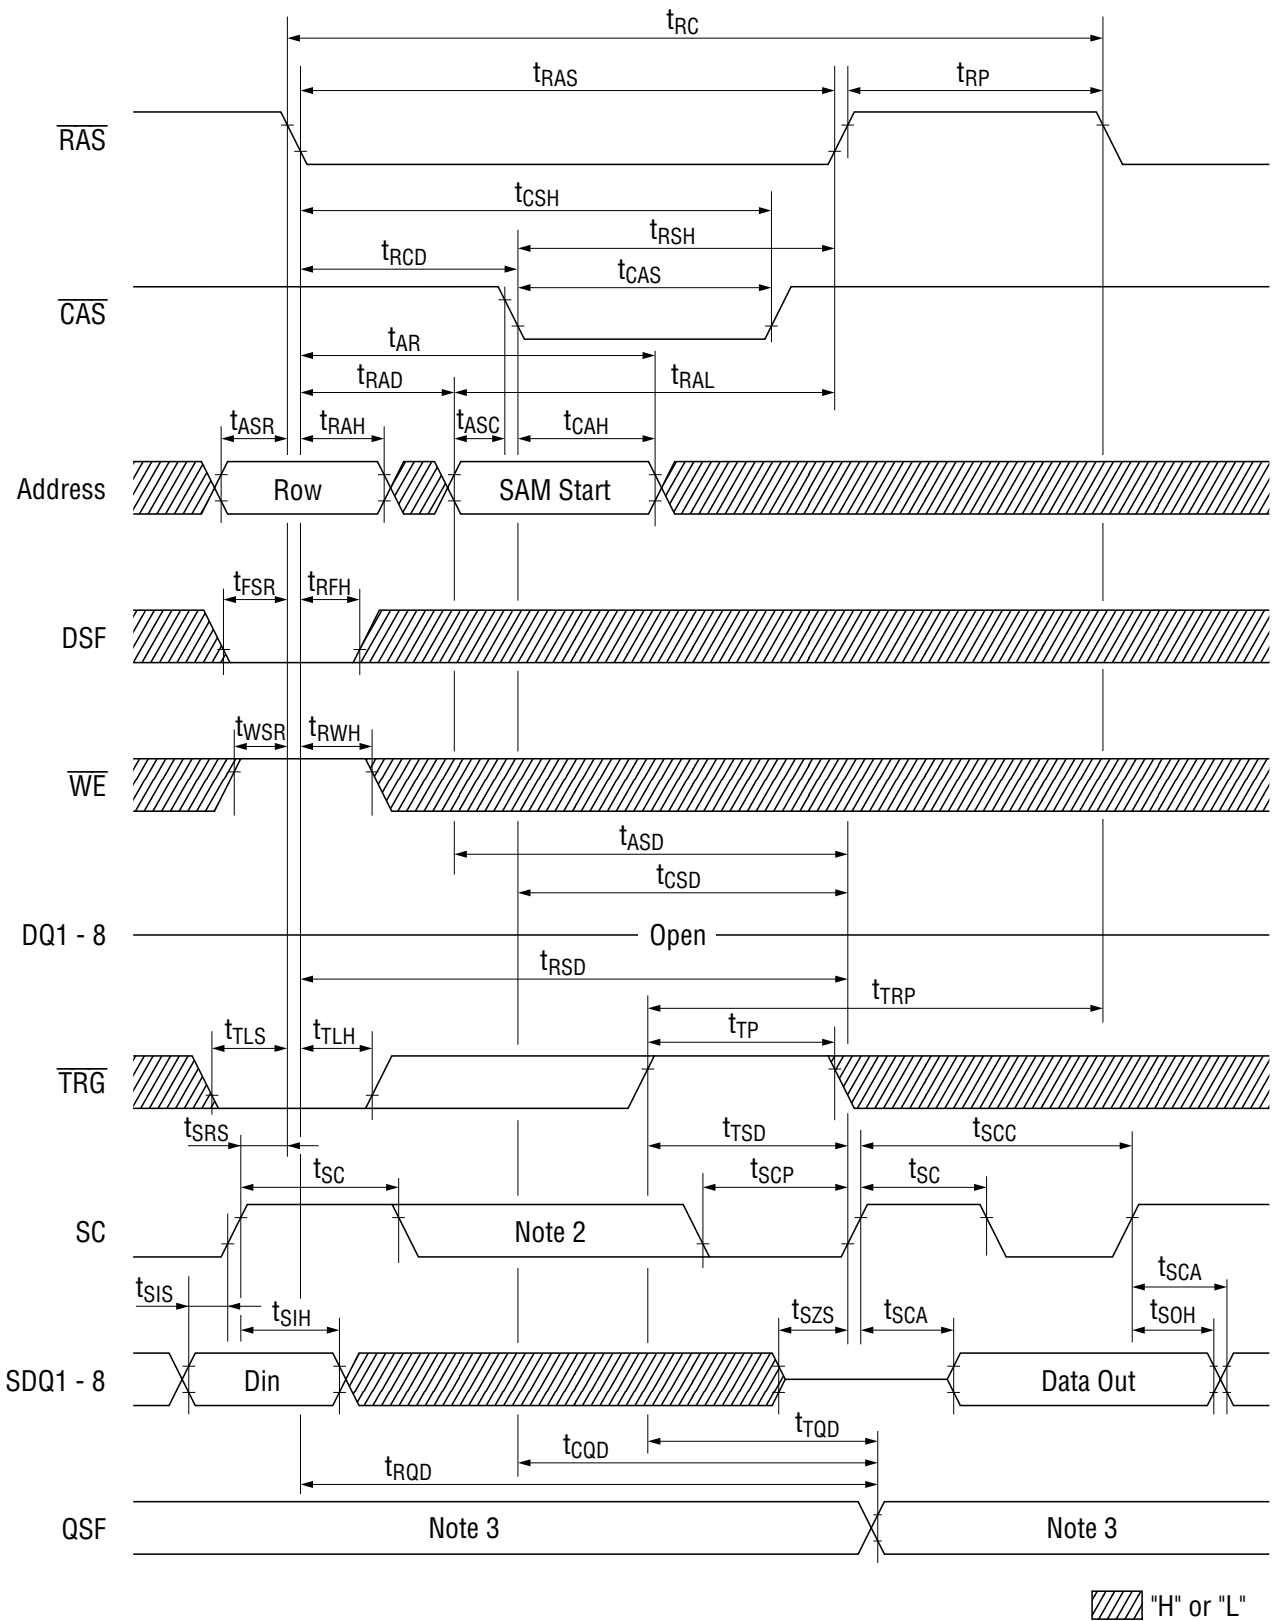 tRC
tRAS tRP
RAS
tCSH
tRSH
tRCD
tCAS
CAS
tAR
tRAD tRAL
tASR tRAH tASC tCAH
Address Row SAM Start
tFSR tRFH
DSF
tWSR tRWH
WE
tASD
tCSD
DQ1 - 8 Open
tRSD
tTRP
tTLS tTLH tTP
TRG
tSRS tTSD tSCC
tSC tSCP tSC
SC Note 2
tSIS tSIH tSZS tSCA tSCA
tSOH
SDQ1 - 8 Din Data Out
tTQD
tCQD
tRQD
QSF Note 3 Note 3
"H" or "L"